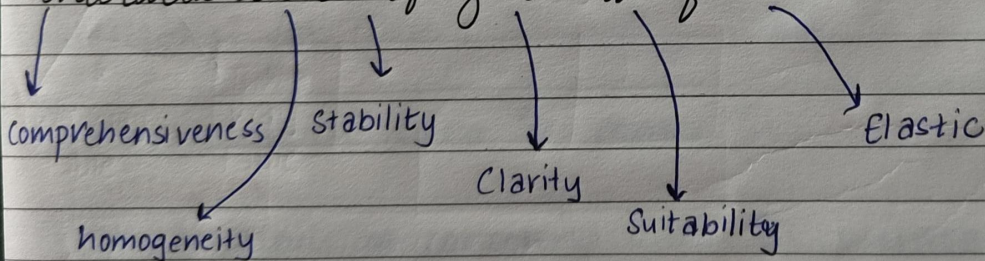 Comprehensiveness
Stability
Elastic
Clarity
Suitability
homogeneity